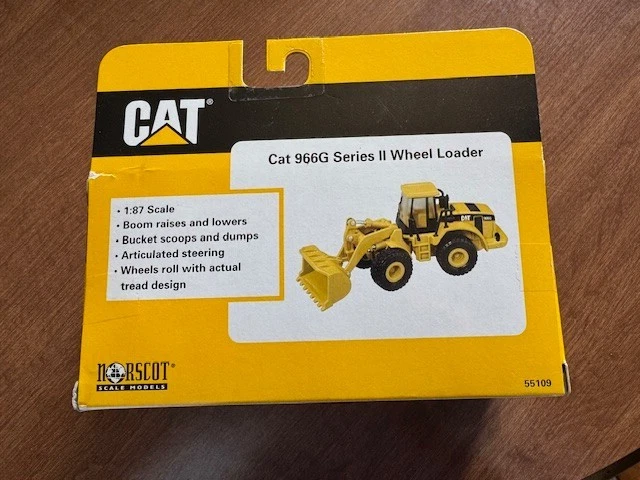 CAT®
Cat 966G Series II Wheel Loader
• 1:87 Scale
• Boom raises and lowers
• Bucket scoops and dumps
• Articulated steering
• Wheels roll with actual
tread design
CAT
NORSCOT®
SCALE MODELS
55109